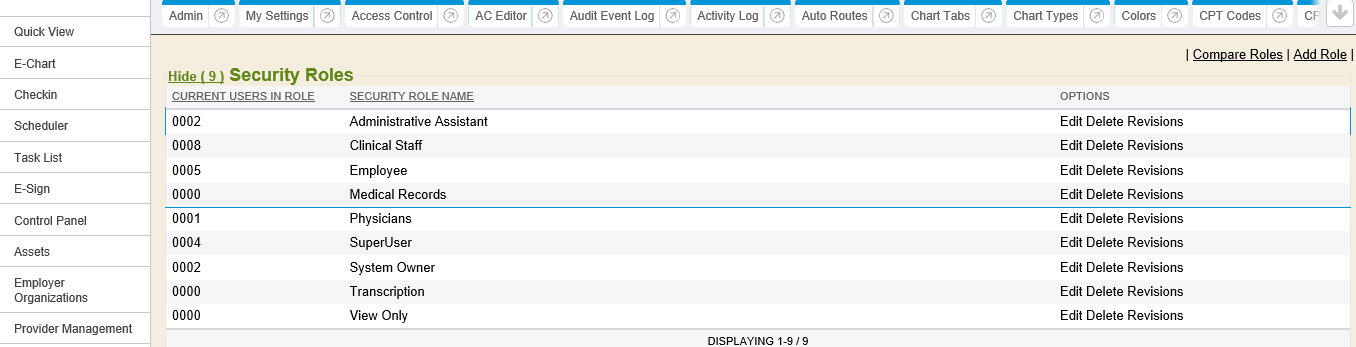 Admin My Settings Access Control AC Editor Audit Event Log Activity Log Auto Routes Chart Tabs Chart Types Colors CPT Codes
Quick View
E-Chart
Checkin
Scheduler
Task List
E-Sign
Control Panel
Assets
Employer
Organizations
Provider Management
| Compare Roles | Add Role |
Hide ( 9 ) Security Roles
CURRENT USERS IN ROLE SECURITY ROLE NAME OPTIONS
0002 Administrative Assistant Edit Delete Revisions
0008 Clinical Staff Edit Delete Revisions
0005 Employee Edit Delete Revisions
0000 Medical Records Edit Delete Revisions
0001 Physicians Edit Delete Revisions
0004 SuperUser Edit Delete Revisions
0002 System Owner Edit Delete Revisions
0000 Transcription Edit Delete Revisions
0000 View Only Edit Delete Revisions
DISPLAYING 1-9 / 9